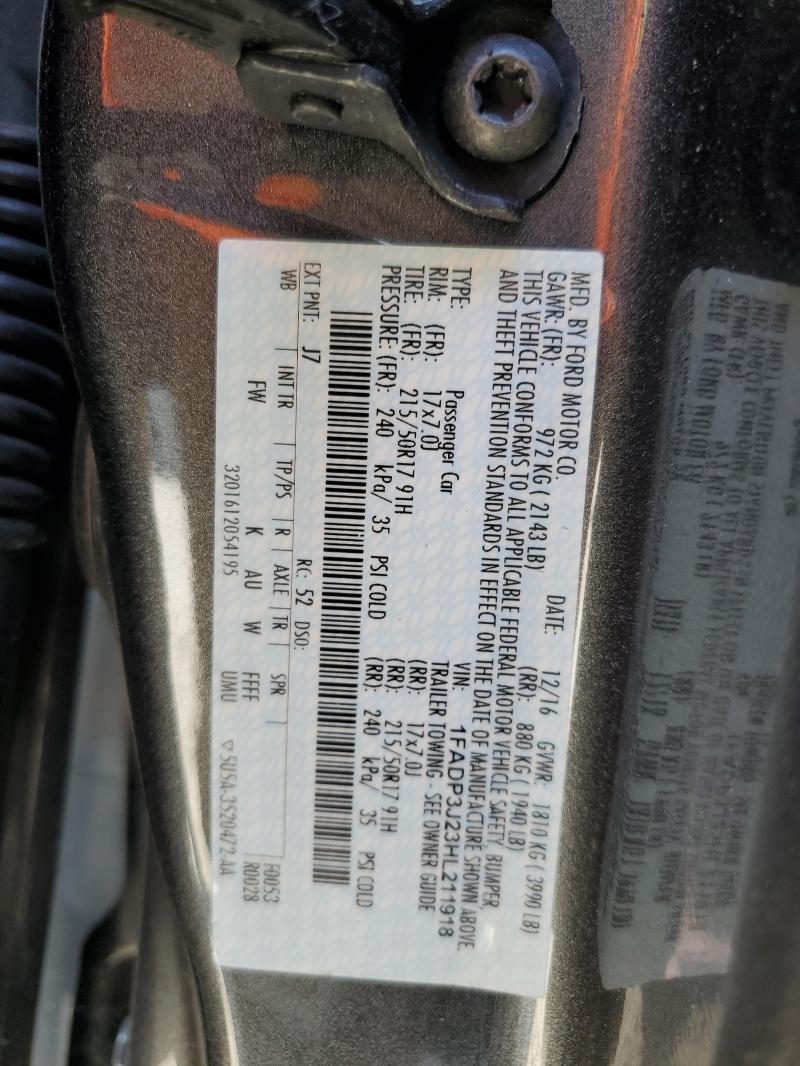 MFD. BY FORD MOTOR CO. DATE: 12/16 GVWR: 1810 KG ( 3990 LB)
GAWR: (FR): 972 KG ( 2143 LB) (RR): 880 KG ( 1940 LB)
THIS VEHICLE CONFORMS TO ALL APPLICABLE FEDERAL MOTOR VEHICLE SAFETY, BUMPER,
AND THEFT PREVENTION STANDARDS IN EFFECT ON THE DATE OF MANUFACTURE SHOWN ABOVE.
VIN: 1FADP3J23HL211918
TYPE: Passenger Car TRAILER TOWING - SEE OWNER GUIDE
RIM: (FR): 17x7.0J (RR): 17x7.0J
TIRE: (FR): 215/50R17 91H (RR): 215/50R17 91H
PRESSURE: (FR): 240 kPa/ 35 PSI COLD (RR): 240 kPa/ 35 PSI COLD
EXT PNT: J7 RC: 52 DSO:
WB INT TR TP/PS R AXLE TR SPR F0053
FW K AU W FFFF R0028
3201612054195 UMU ▽ 5U5A-3520472-AA